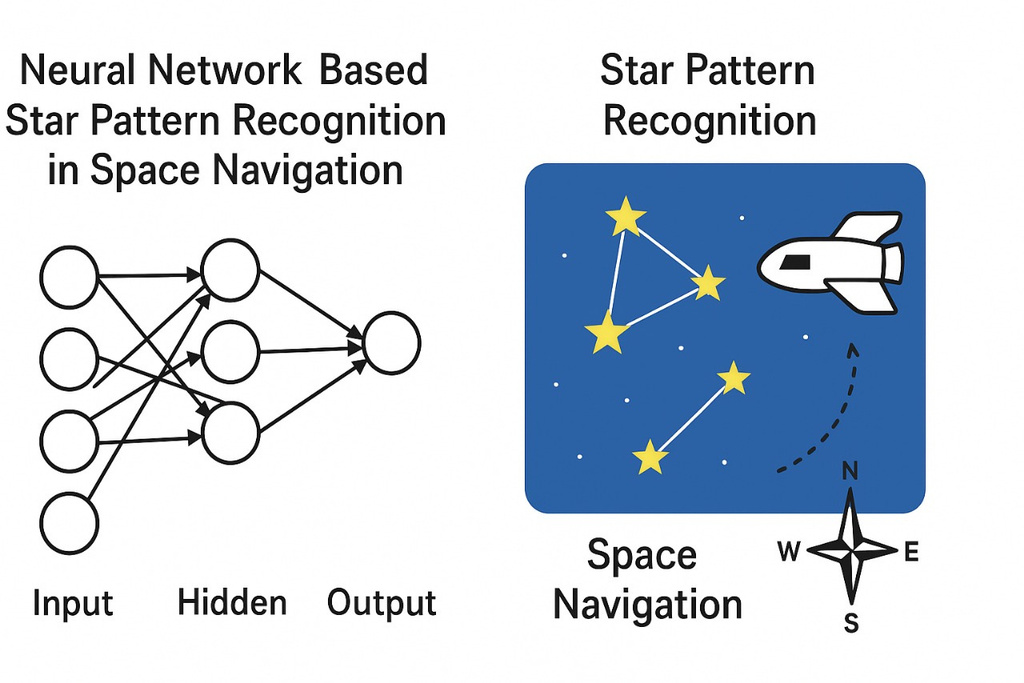 Neural Network Based
Star Pattern Recognition
in Space Navigation
Input
Hidden
Output
Star Pattern
Recognition
N
W
E
S
Space
Navigation